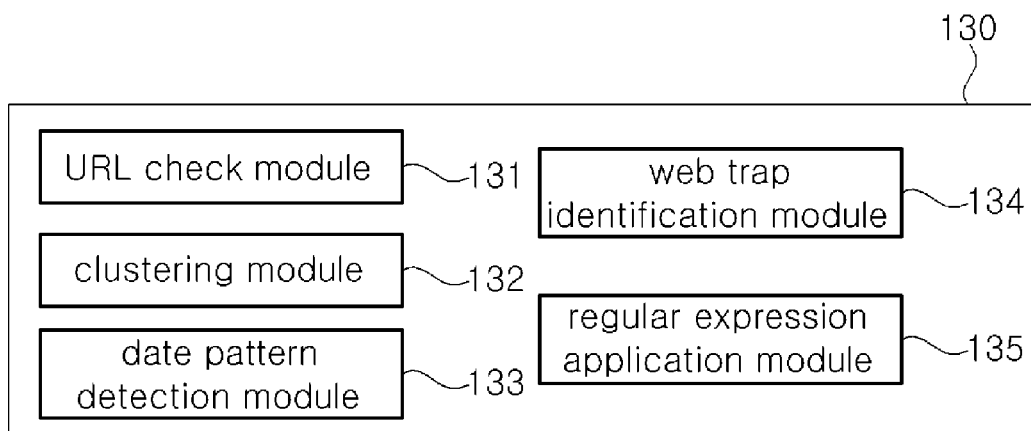 130
URL check module
131
clustering module
132
date pattern
detection module
133
web trap
identification module
134
regular expression
application module
135